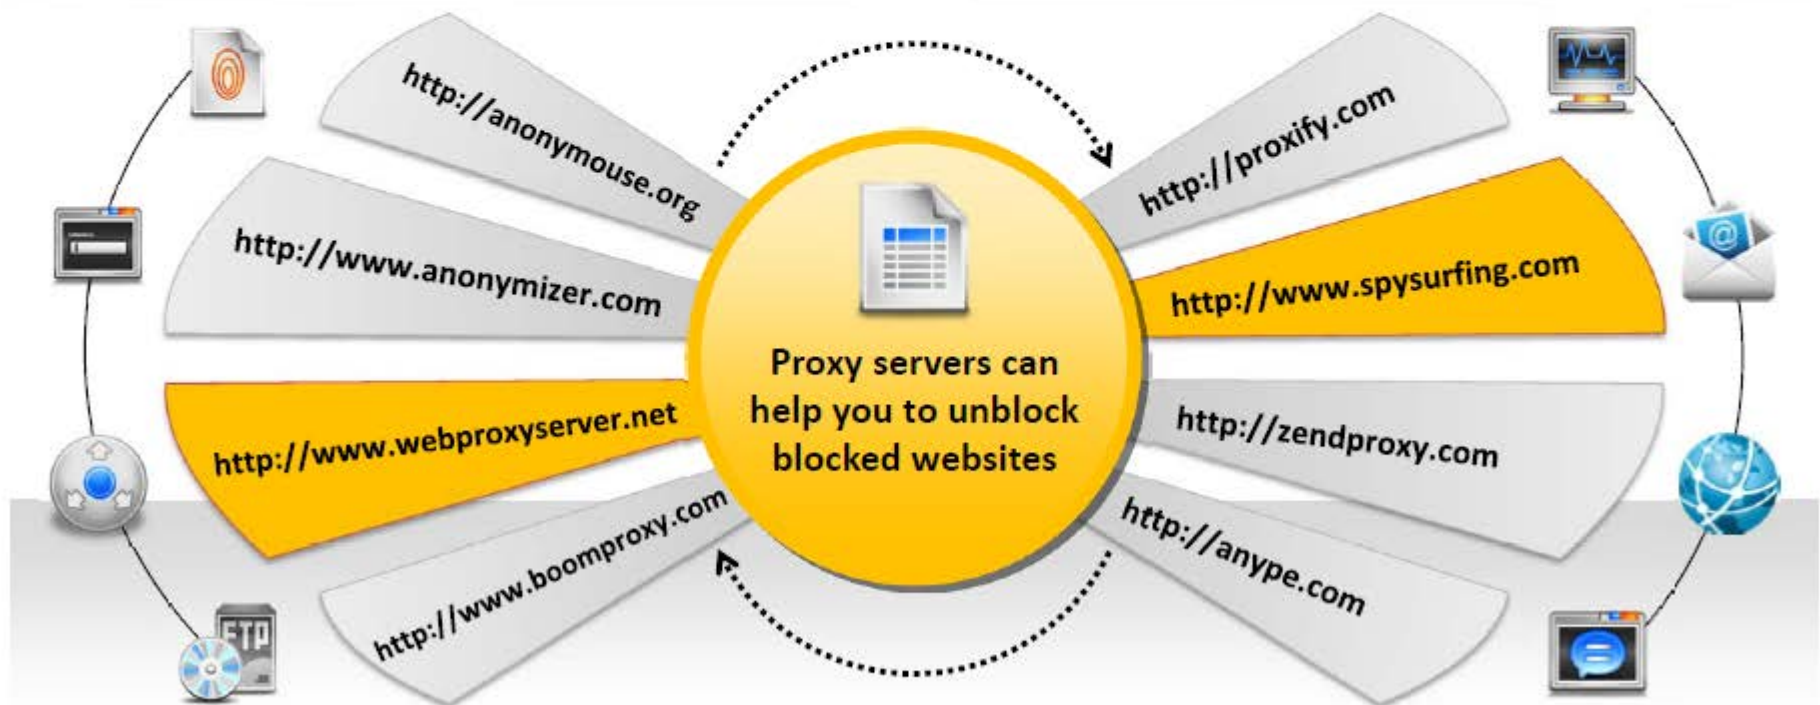 http://anonymouse.org
http://www.anonymizer.com
http://www.webproxyserver.net
http://www.boomproxy.com
FTP
Proxy servers can
help you to unblock
blocked websites
http://proxify.com
http://www.spysurfing.com
http://zendproxy.com
http://anype.com